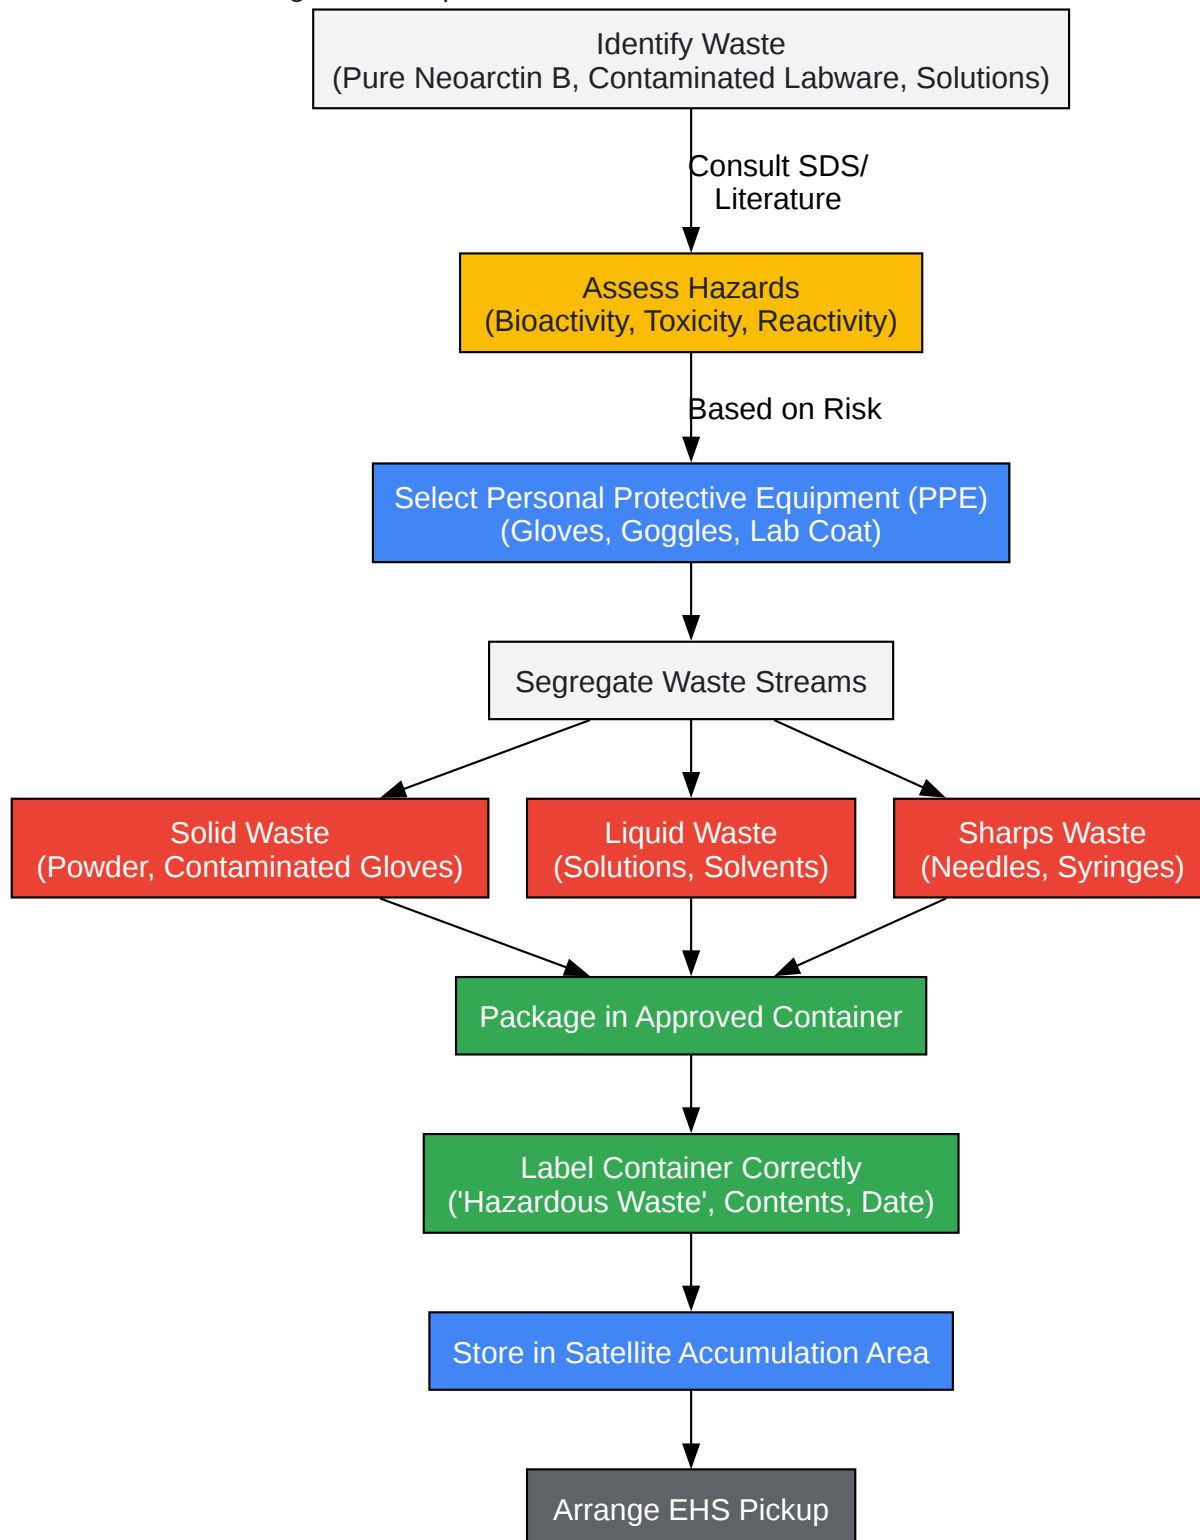 Identify Waste
(Pure Neoarctin B, Contaminated Labware, Solutions)
Consult SDS/
Literature
Assess Hazards
(Bioactivity, Toxicity, Reactivity)
Based on Risk
Select Personal Protective Equipment (PPE)
(Gloves, Goggles, Lab Coat)
Segregate Waste Streams
Solid Waste
(Powder, Contaminated Gloves)
Liquid Waste
(Solutions, Solvents)
Sharps Waste
(Needles, Syringes)
Package in Approved Container
Label Container Correctly
('Hazardous Waste', Contents, Date)
Store in Satellite Accumulation Area
Arrange EHS Pickup